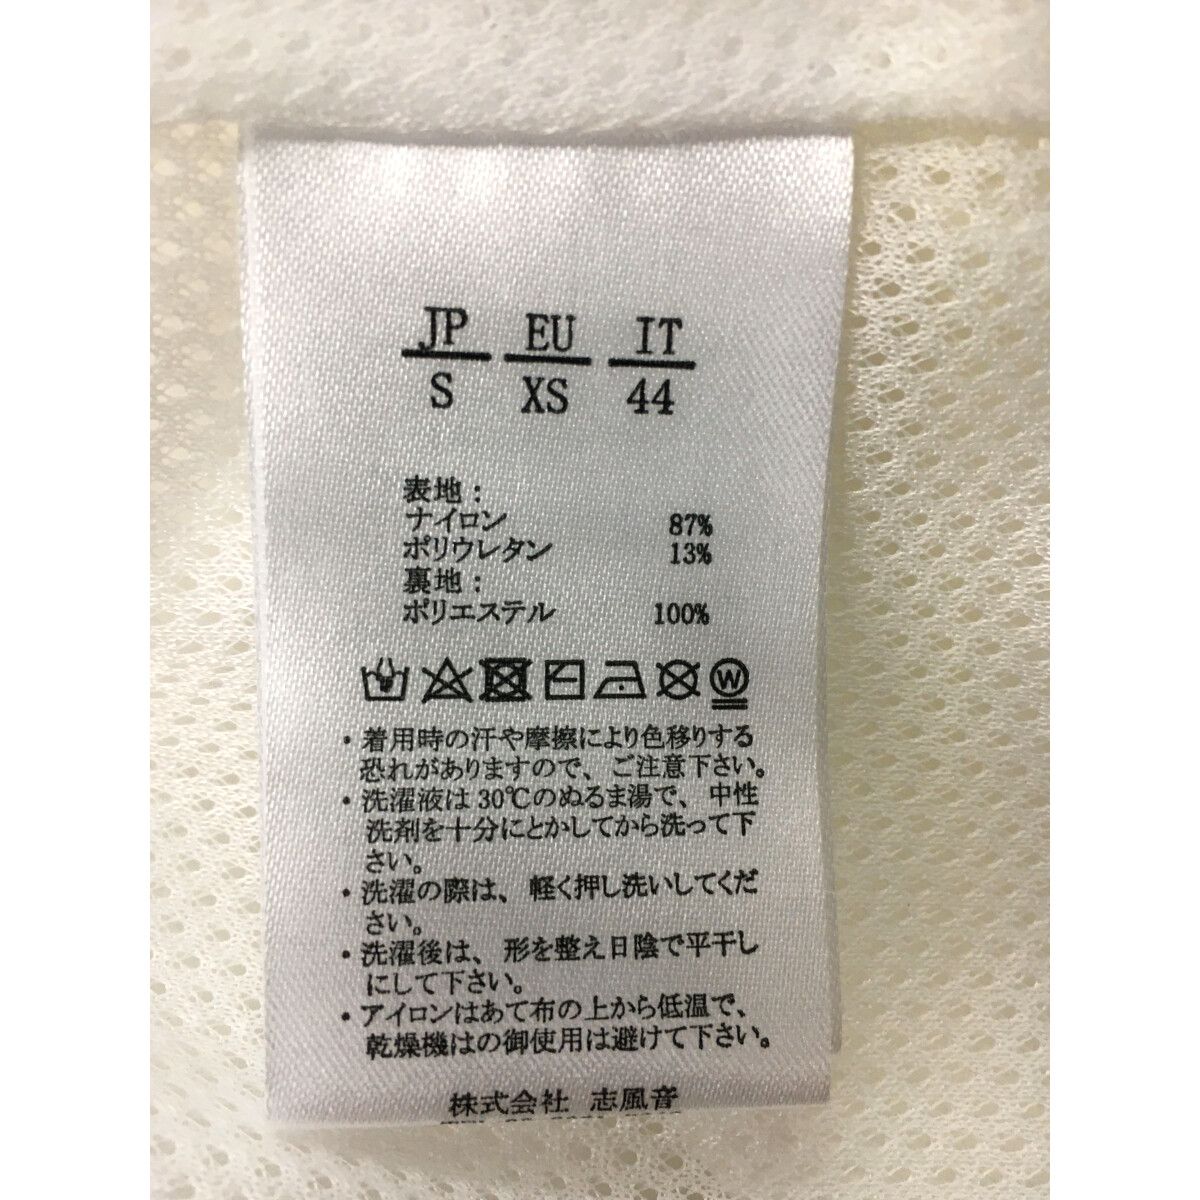 JP EU IT
S XS 44
表地：
ナイロン 87%
ポリウレタン 13%
裏地：
ポリエステル 100%
W
・着用時の汗や摩擦により色移りする
恐れがありますので、ご注意下さい。
・洗濯液は30℃のぬるま湯で、中性
洗剤を十分にとかしてから洗って下
さい。
・洗濯の際は、軽く押し洗いしてくだ
さい。
・洗濯後は、形を整え日陰で平干し
にして下さい。
・アイロンはあて布の上から低温で、
乾燥機はの御使用は避けて下さい。
株式会社 志風音